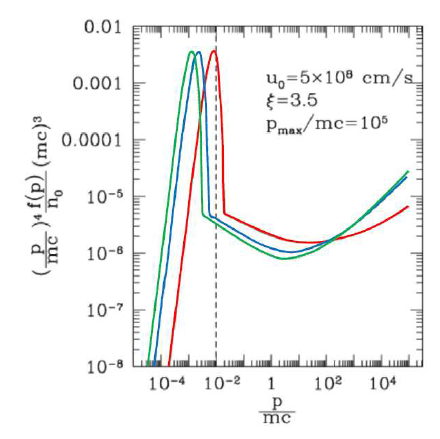 0.01
0.001
0.0001
10⁻⁵
10⁻⁶
10⁻⁷
10⁻⁸
(p/mc)⁴ f(p)/n₀ (mc)³
u₀=5×10⁸ cm/s
ξ=3.5
pₘₐₓ/mc=10⁵
10⁻⁴ 10⁻² 1 10² 10⁴
p
mc